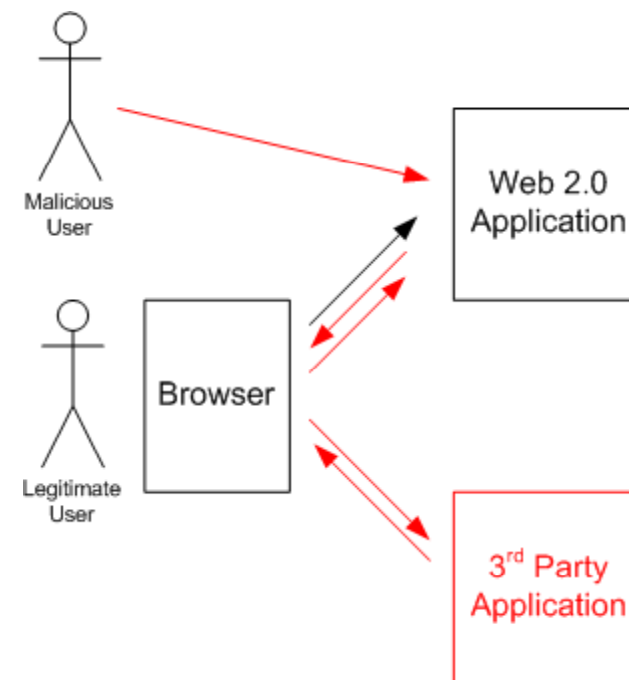 Malicious
User
Web 2.0
Application
Browser
Legitimate
User
3rd Party
Application